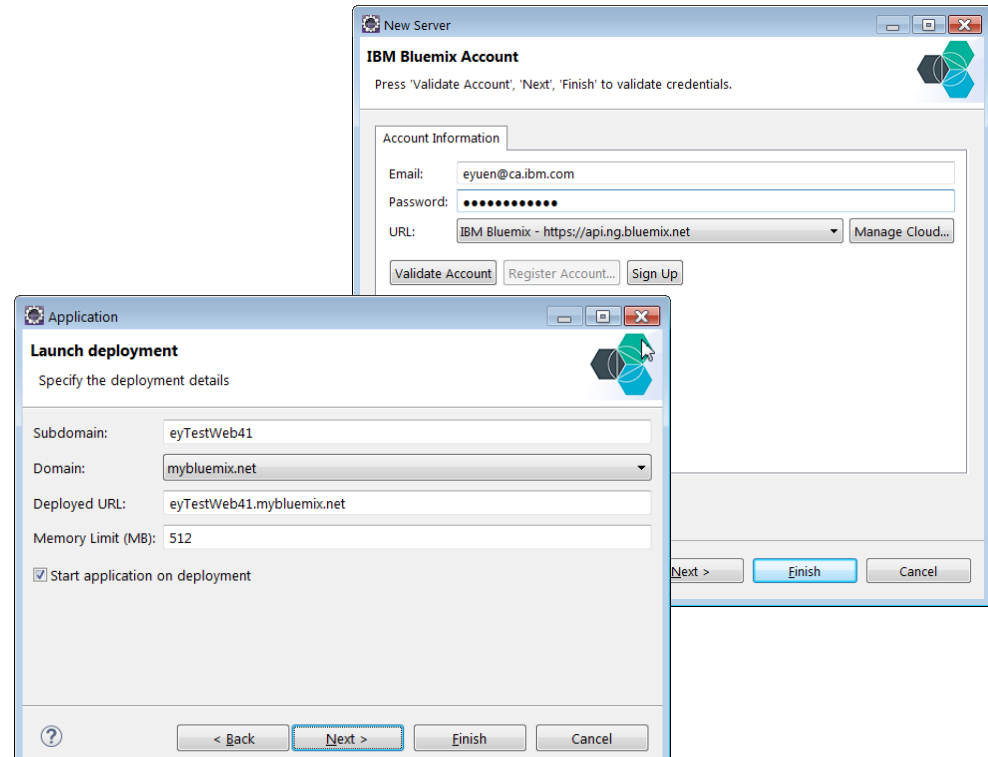 New Server
IBM Bluemix Account
Press 'Validate Account', 'Next', 'Finish' to validate credentials.
Account Information
Email: eyuen@ca.ibm.com
Password: ●●●●●●●●●●●●
URL: IBM Bluemix - https://api.ng.bluemix.net Manage Cloud...
Validate Account Register Account... Sign Up
Next > Finish Cancel
Application
Launch deployment
Specify the deployment details
Subdomain: eyTestWeb41
Domain: mybluemix.net
Deployed URL: eyTestWeb41.mybluemix.net
Memory Limit (MB): 512
Start application on deployment
? < Back Next > Finish Cancel